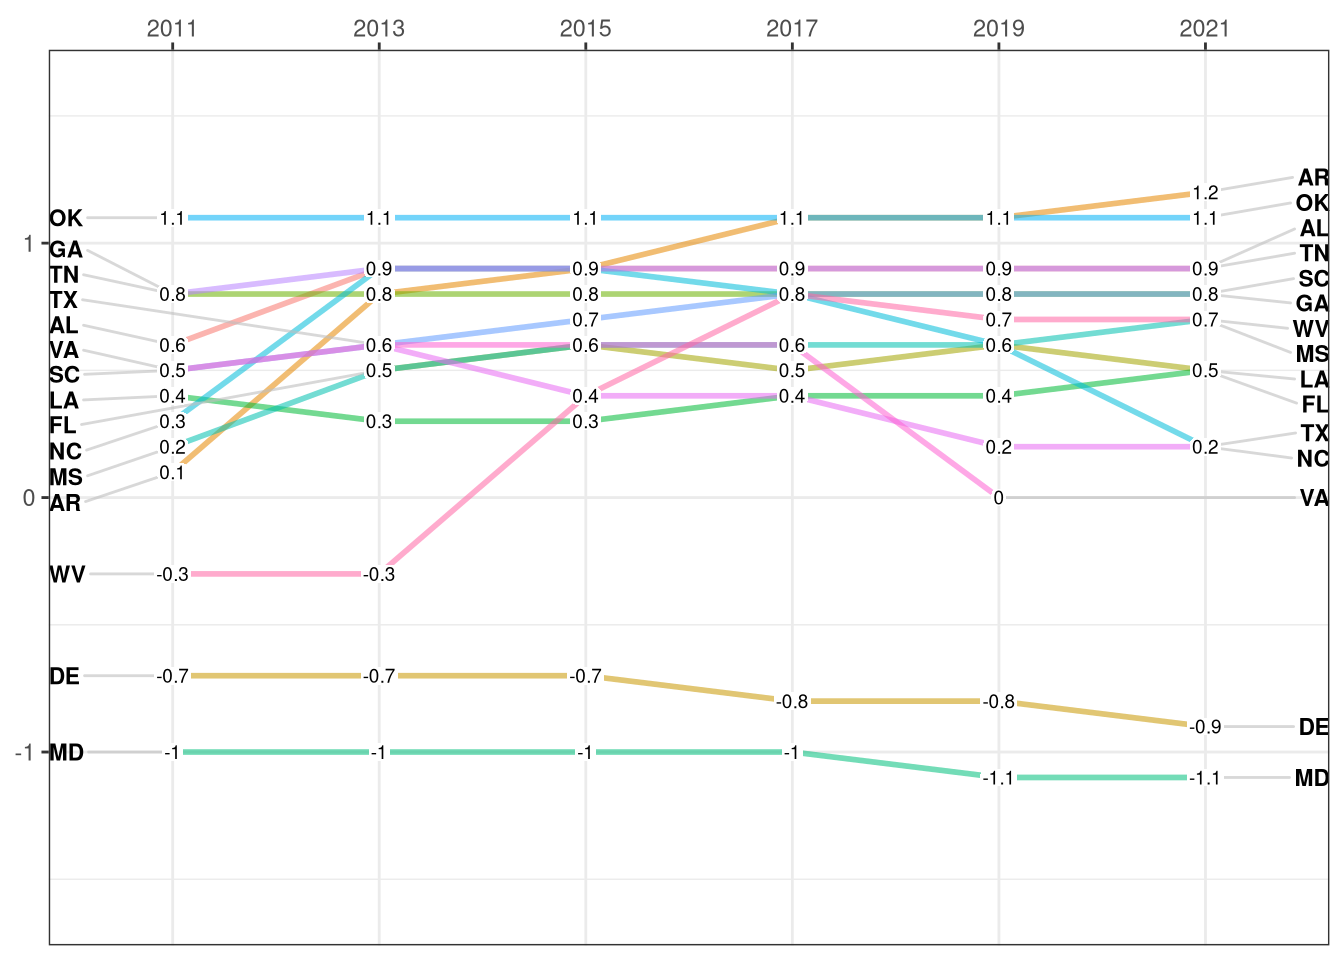 2011 2013 2015 2017 2019 2021
AR
1.2
OK
OK 1.1 1.1 1.1 1.1 1.1 1.1
AL
1
GA
TN
TN 0.9 0.9 0.9 0.9 0.9
SC
TX 0.8 0.8 0.8 0.8 0.8 0.8
GA
AL 0.7 0.7 0.7
WV
VA 0.6 0.6 0.6 0.6 0.6
MS
SC 0.5 0.5 0.5 0.5
LA
LA 0.4 0.4 0.4 0.4
FL
FL 0.3 0.3 0.3
TX
NC 0.2 0.2 0.2
NC
MS 0.1
0
AR 0 VA
WV -0.3 -0.3
DE -0.7 -0.7 -0.7
-0.8 -0.8
-0.9 DE
-1 MD -1 -1 -1 -1
-1.1 -1.1 MD